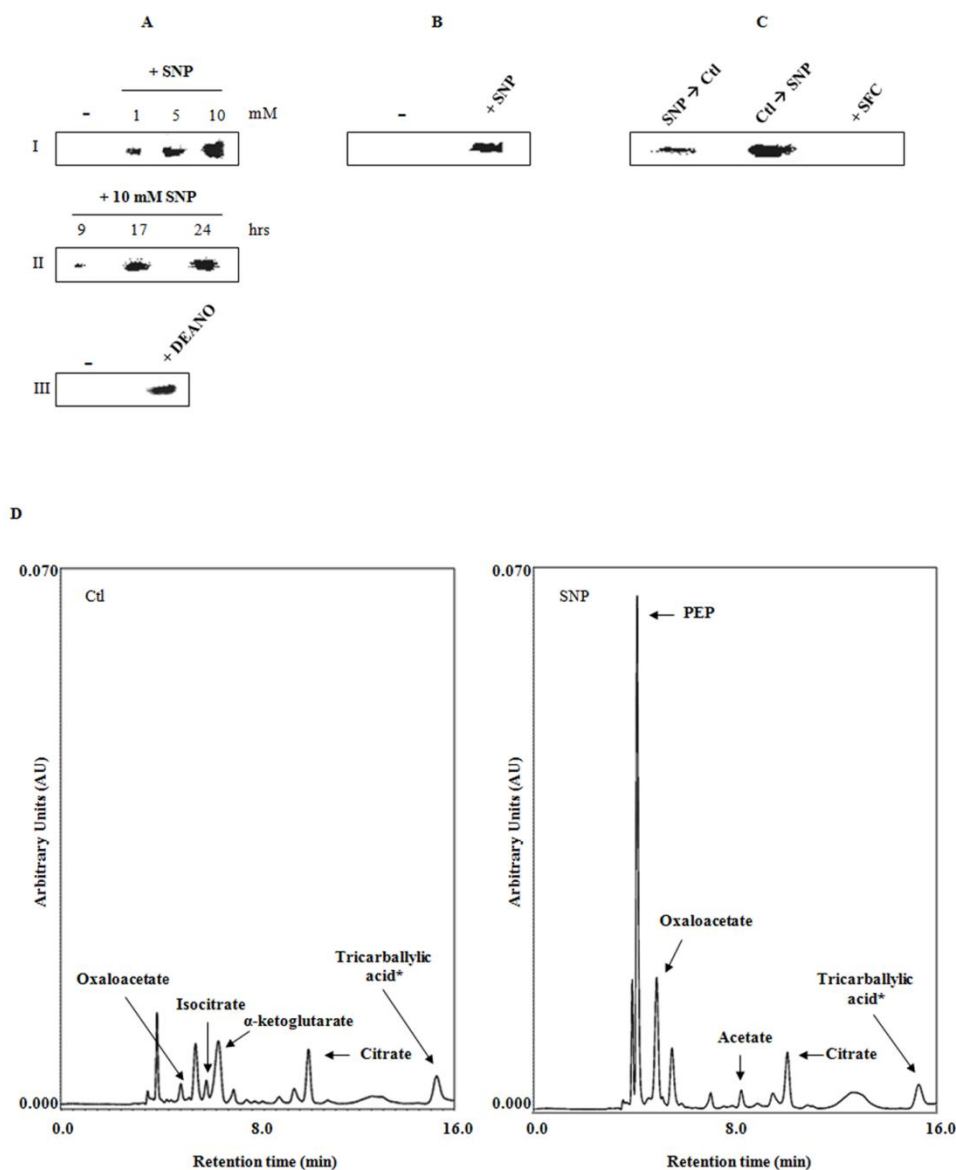 A
B
C
+ SNP
- 1 5 10 mM
I
- + SNP
SNP → Ctl Ctl → SNP + SFC
+ 10 mM SNP
9 17 24 hrs
II
- + DEANO
III
D
0.070
Ctl
Arbitrary Units (AU)
Oxaloacetate
Isocitrate
α-ketoglutarate
Tricarballylic
acid*
Citrate
0.000
0.0 8.0 16.0
Retention time (min)
0.070
SNP
PEP
Arbitrary Units (AU)
Oxaloacetate
Acetate
Tricarballylic
acid*
Citrate
0.000
0.0 8.0 16.0
Retention time (min)